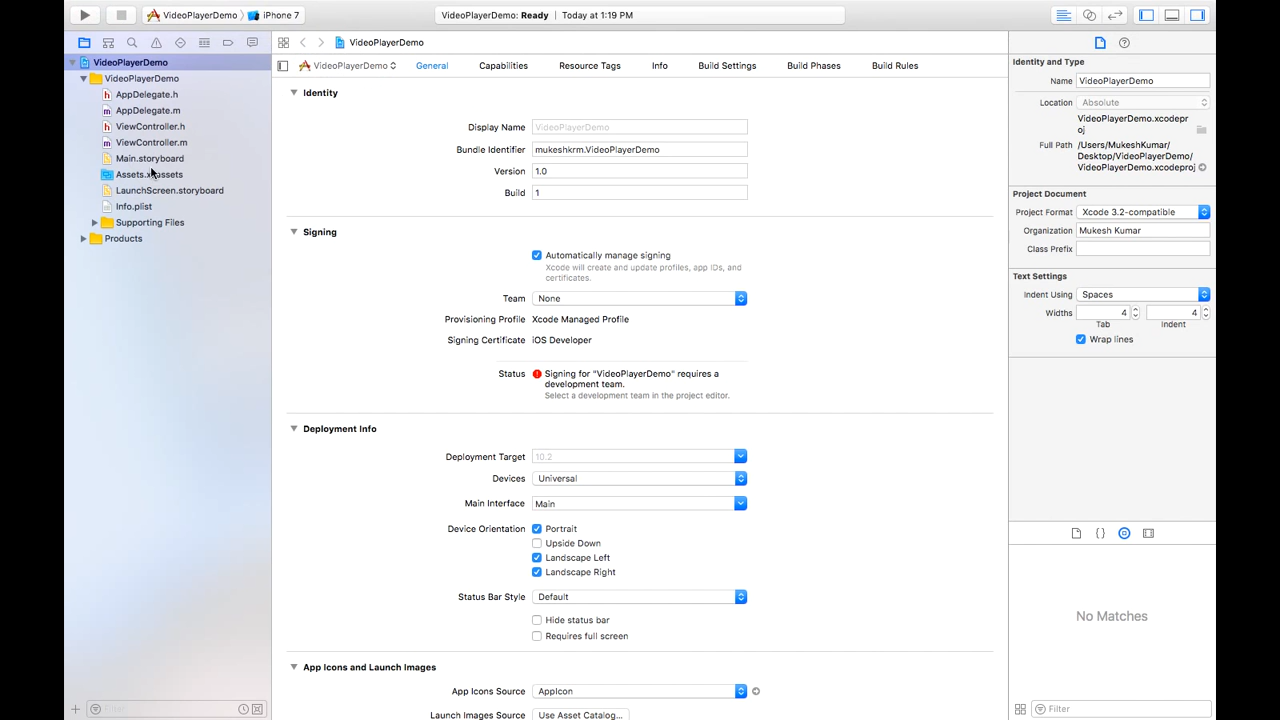 VideoPlayerDemo
iPhone 7
VideoPlayerDemo: Ready
Today at 1:19 PM
VideoPlayerDemo
VideoPlayerDemo
AppDelegate.h
AppDelegate.m
ViewController.h
ViewController.m
Main.storyboard
LaunchScreen.storyboard
Info.plist
Supporting Files
Products
Filter
VideoPlayerDemo
VideoPlayerDemo
General
Capabilities
Resource Tags
Info
Build Settings
Build Phases
Build Rules
Identity
Display Name
VideoPlayerDemo
Bundle Identifier
mukeshkrm.VideoPlayerDemo
Version
1.0
Build
1
Signing
Automatically manage signing
Xcode will create and update profiles, app IDs, and
certificates.
Team
None
Provisioning Profile
Xcode Managed Profile
Signing Certificate
iOS Developer
Status
Signing for "VideoPlayerDemo" requires a
development team.
Select a development team in the project editor.
Deployment Info
Deployment Target
10.2
Devices
Universal
Main Interface
Main
Device Orientation
Portrait
Upside Down
Landscape Left
Landscape Right
Status Bar Style
Default
Hide status bar
Requires full screen
App Icons and Launch Images
App Icons Source
AppIcon
Launch Images Source
Use Asset Catalog...
Identity and Type
Name
VideoPlayerDemo
Location
Absolute
VideoPlayerDemo.xcodepr
oj
Full Path
/Users/MukeshKumar/
Desktop/VideoPlayerDemo/
VideoPlayerDemo.xcodeproj
Project Document
Project Format
Xcode 3.2-compatible
Organization
Mukesh Kumar
Class Prefix
Text Settings
Indent Using
Spaces
Widths
4
4
Tab
Indent
Wrap lines
No Matches
Filter